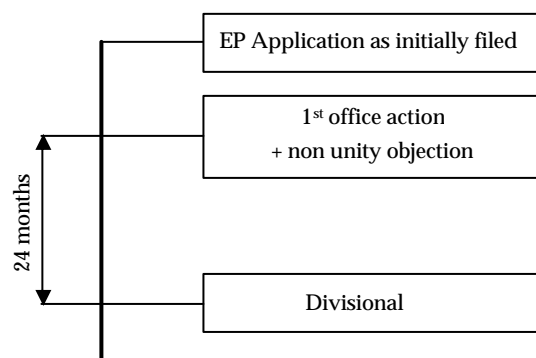 EP Application as initially filed
1st office action
+ non unity objection
24 months
Divisional